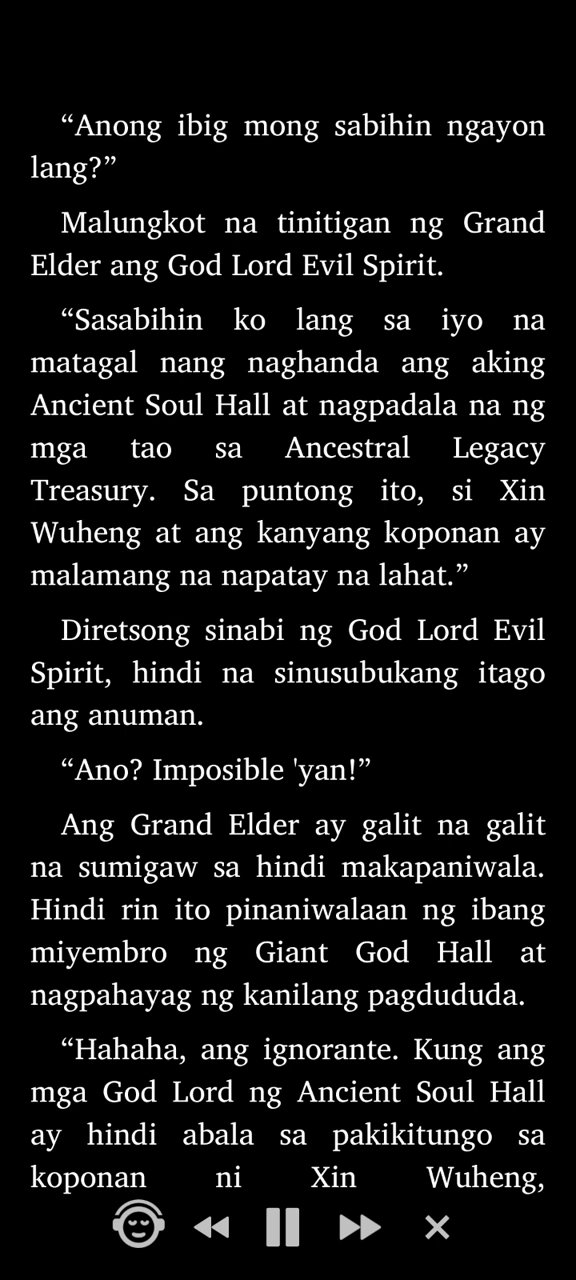 “Anong ibig mong sabihin ngayon
lang?”
Malungkot na tinitigan ng Grand
Elder ang God Lord Evil Spirit.
“Sasabihin ko lang sa iyo na
matagal nang naghanda ang aking
Ancient Soul Hall at nagpadala na ng
mga tao sa Ancestral Legacy
Treasury. Sa puntong ito, si Xin
Wuheng at ang kanyang koponan ay
malamang na napatay na lahat.”
Diretsong sinabi ng God Lord Evil
Spirit, hindi na sinusubukang itago
ang anuman.
“Ano? Imposible 'yan!”
Ang Grand Elder ay galit na galit
na sumigaw sa hindi makapaniwala.
Hindi rin ito pinaniwalaan ng ibang
miyembro ng Giant God Hall at
nagpahayag ng kanilang pagdududa.
“Hahaha, ang ignorante. Kung ang
mga God Lord ng Ancient Soul Hall
ay hindi abala sa pakikitungo sa
koponan ni Xin Wuheng,